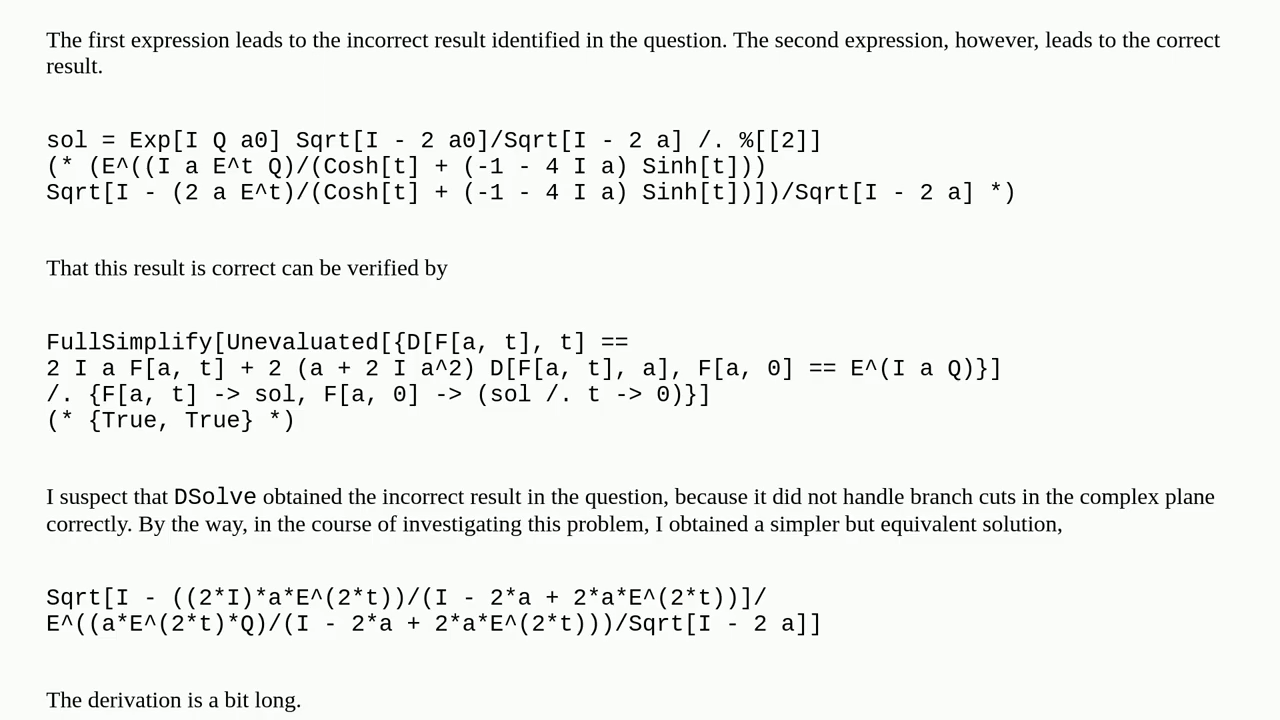 The first expression leads to the incorrect result identified in the question. The second expression, however, leads to the correct
result.
sol = Exp[I Q a0] Sqrt[I - 2 a0]/Sqrt[I - 2 a] /. %[[2]]
(* (E^((I a E^t Q)/(Cosh[t] + (-1 - 4 I a) Sinh[t]))
Sqrt[I - (2 a E^t)/(Cosh[t] + (-1 - 4 I a) Sinh[t])])/Sqrt[I - 2 a] *)
That this result is correct can be verified by
FullSimplify[Unevaluated[{D[F[a, t], t] ==
2 I a F[a, t] + 2 (a + 2 I a^2) D[F[a, t], a], F[a, 0] == E^(I a Q)}]
/. {F[a, t] -> sol, F[a, 0] -> (sol /. t -> 0)}]
(* {True, True} *)
I suspect that DSolve obtained the incorrect result in the question, because it did not handle branch cuts in the complex plane
correctly. By the way, in the course of investigating this problem, I obtained a simpler but equivalent solution,
Sqrt[I - ((2*I)*a*E^(2*t))/(I - 2*a + 2*a*E^(2*t))]/
E^((a*E^(2*t)*Q)/(I - 2*a + 2*a*E^(2*t)))/Sqrt[I - 2 a]]
The derivation is a bit long.